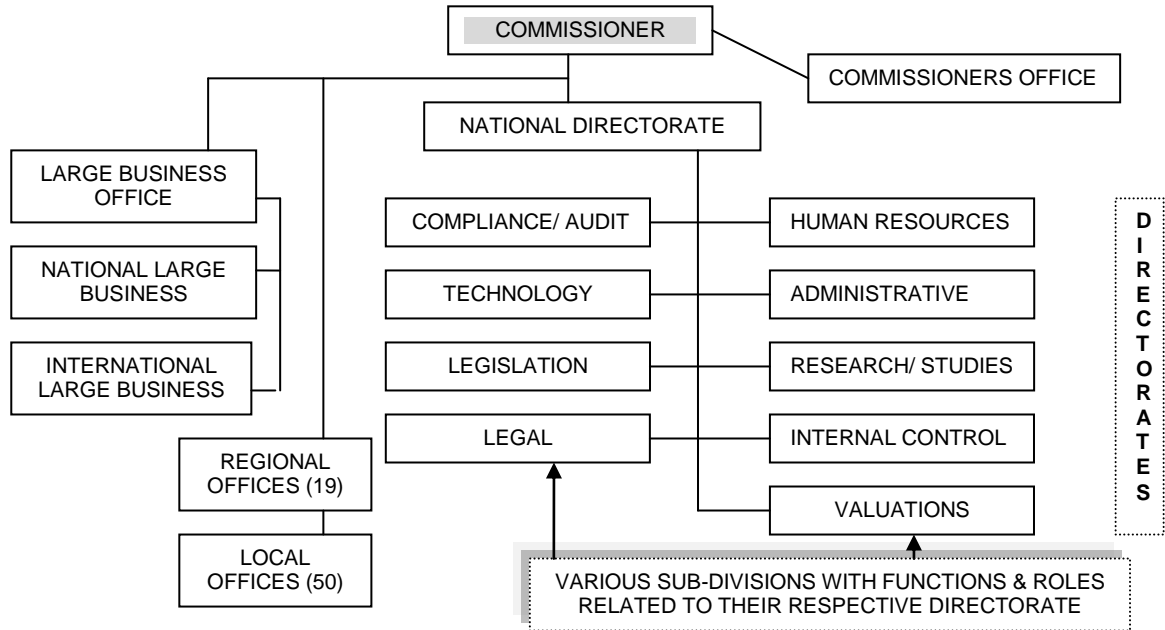 COMMISSIONER
COMMISSIONERS OFFICE
NATIONAL DIRECTORATE
LARGE BUSINESS
OFFICE
NATIONAL LARGE
BUSINESS
INTERNATIONAL
LARGE BUSINESS
REGIONAL
OFFICES (19)
LOCAL
OFFICES (50)
COMPLIANCE/ AUDIT
HUMAN RESOURCES
TECHNOLOGY
ADMINISTRATIVE
LEGISLATION
RESEARCH/ STUDIES
LEGAL
INTERNAL CONTROL
VALUATIONS
VARIOUS SUB-DIVISIONS WITH FUNCTIONS & ROLES
RELATED TO THEIR RESPECTIVE DIRECTORATE
DIRECTORATES